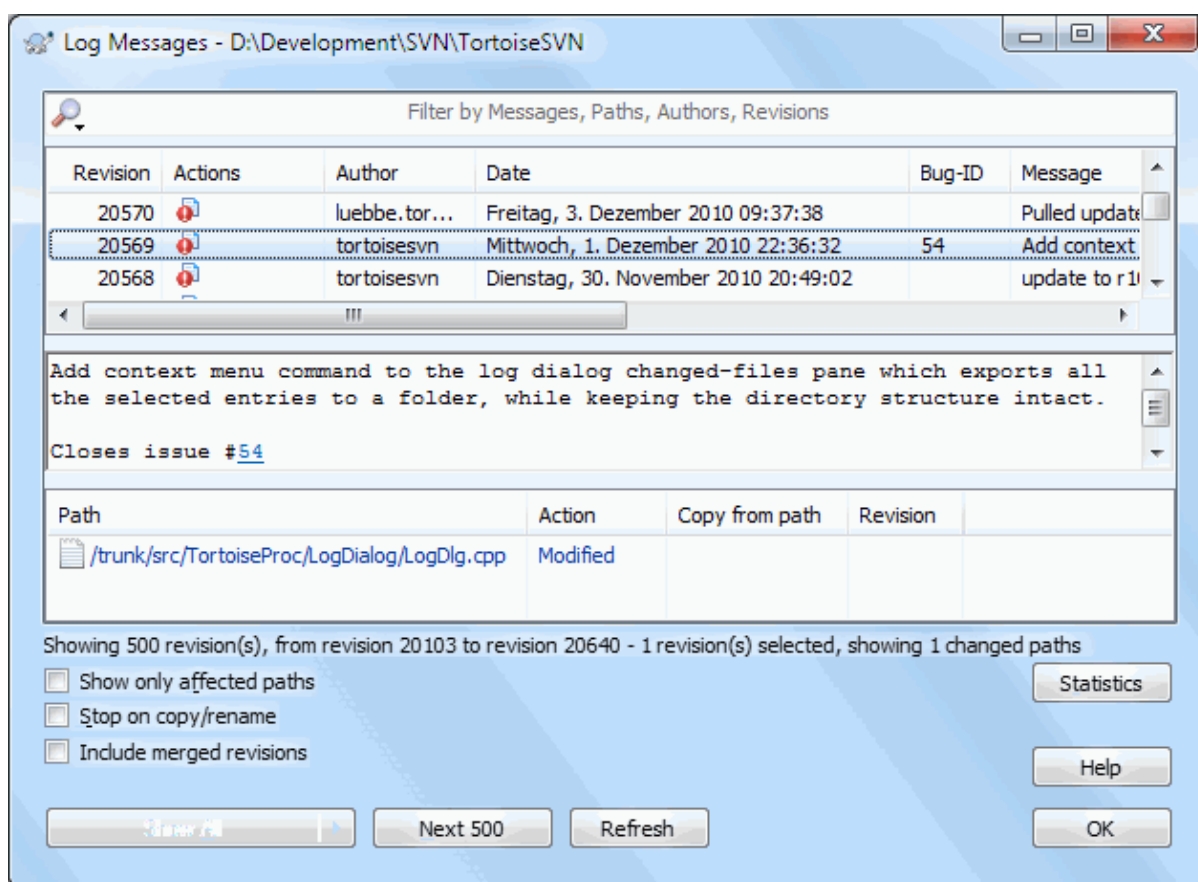 Log Messages - D:\Development\SVN\TortoiseSVN
Filter by Messages, Paths, Authors, Revisions
Revision Actions Author Date Bug-ID Message
20570 luebbe.tor... Freitag, 3. Dezember 2010 09:37:38 Pulled update
20569 tortoisesvn Mittwoch, 1. Dezember 2010 22:36:32 54 Add context
20568 tortoisesvn Dienstag, 30. November 2010 20:49:02 update to r10
Add context menu command to the log dialog changed-files pane which exports all
the selected entries to a folder, while keeping the directory structure intact.
Closes issue #54
Path Action Copy from path Revision
/trunk/src/TortoiseProc/LogDialog/LogDlg.cpp Modified
Showing 500 revision(s), from revision 20103 to revision 20640 - 1 revision(s) selected, showing 1 changed paths
Show only affected paths
Statistics
Stop on copy/rename
Include merged revisions
Help
Show All Next 500 Refresh OK